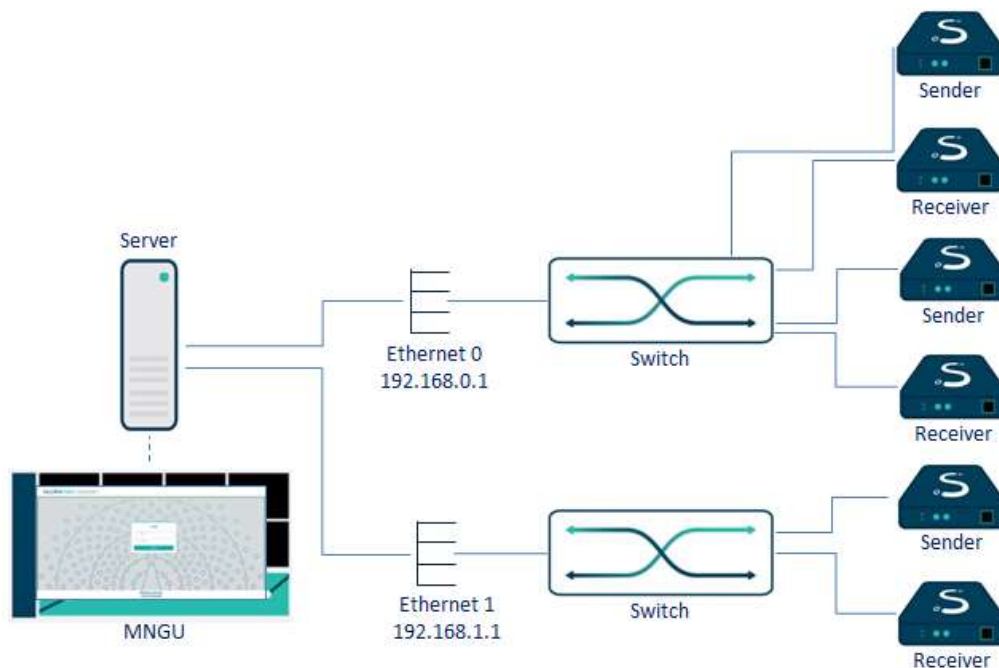 Sender
Receiver
Server
Sender
Ethernet 0
192.168.0.1
Switch
Receiver
Sender
MNGU
Ethernet 1
192.168.1.1
Switch
Receiver